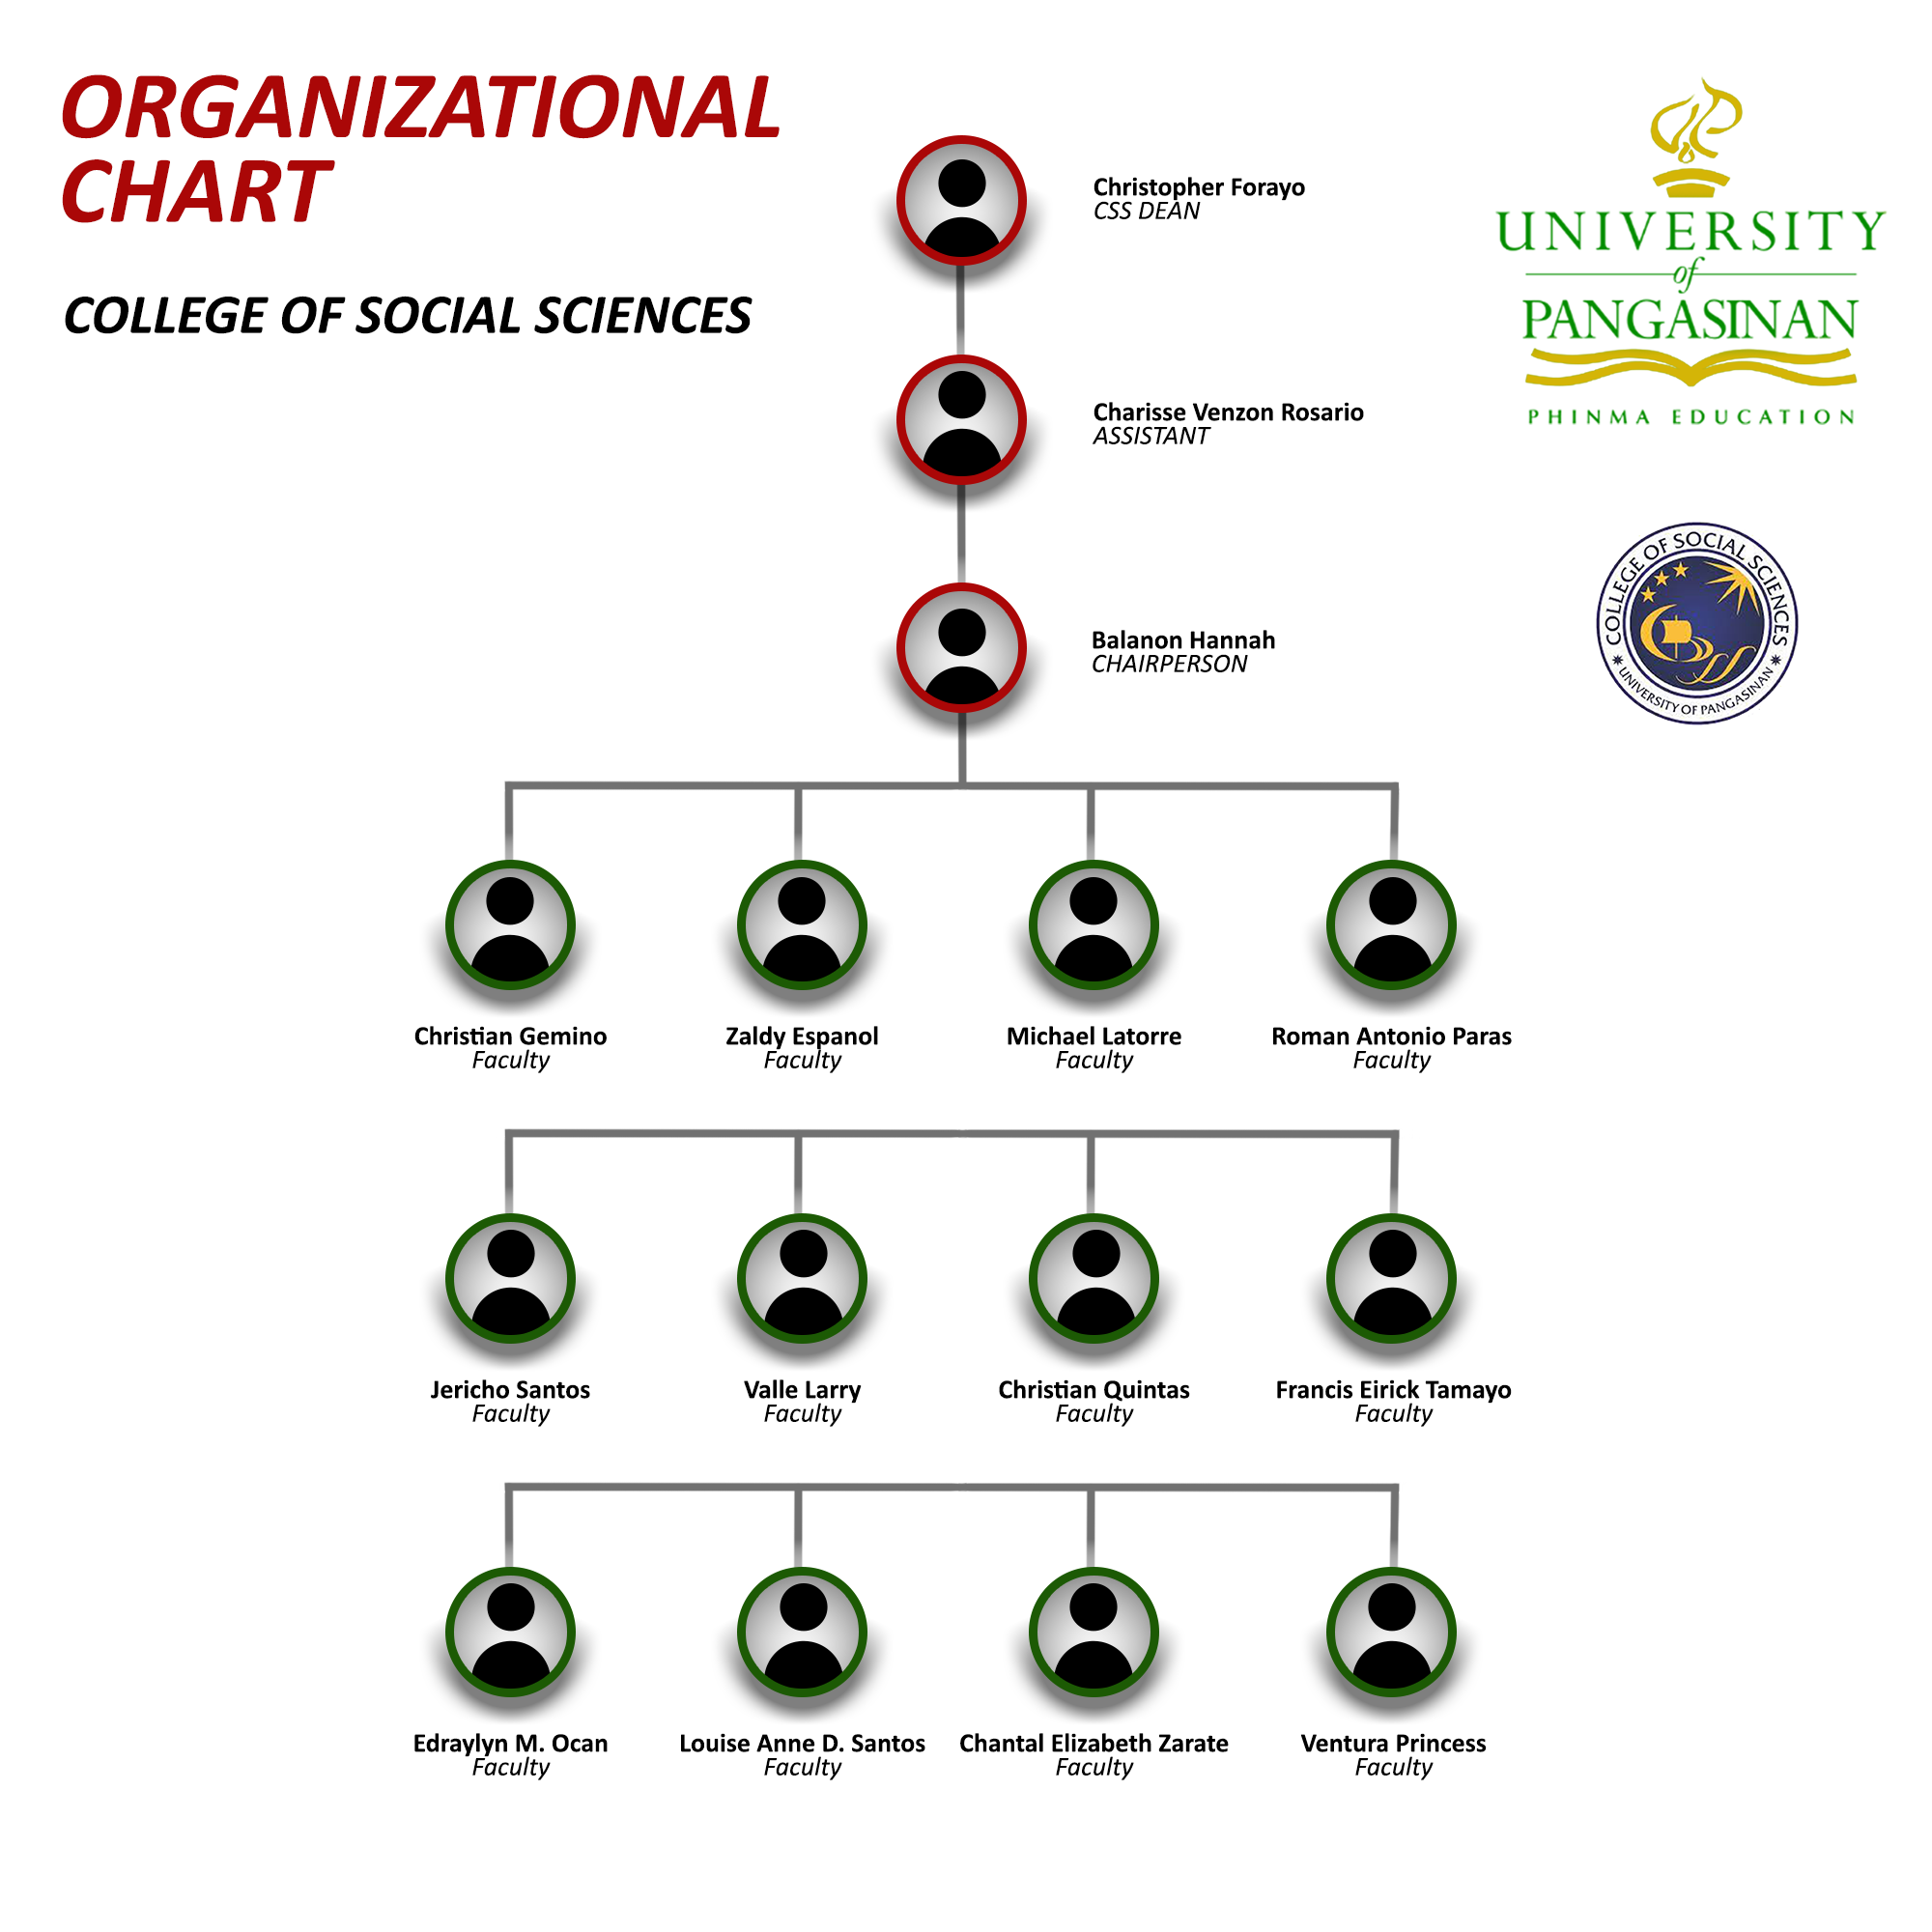 ORGANIZATIONAL
CHART
COLLEGE OF SOCIAL SCIENCES
Christopher Forayo
CSS DEAN
UNIVERSITY
of
PANGASINAN
PHINMA EDUCATION
Charisse Venzon Rosario
ASSISTANT
COLLEGE OF SOCIAL SCIENCES
UNIVERSITY OF PANGASINAN
Balanon Hannah
CHAIRPERSON
Christian Gemino
Faculty
Zaldy Espanol
Faculty
Michael Latorre
Faculty
Roman Antonio Paras
Faculty
Jericho Santos
Faculty
Valle Larry
Faculty
Christian Quintas
Faculty
Francis Eirick Tamayo
Faculty
Edraylyn M. Ocan
Faculty
Louise Anne D. Santos
Faculty
Chantal Elizabeth Zarate
Faculty
Ventura Princess
Faculty